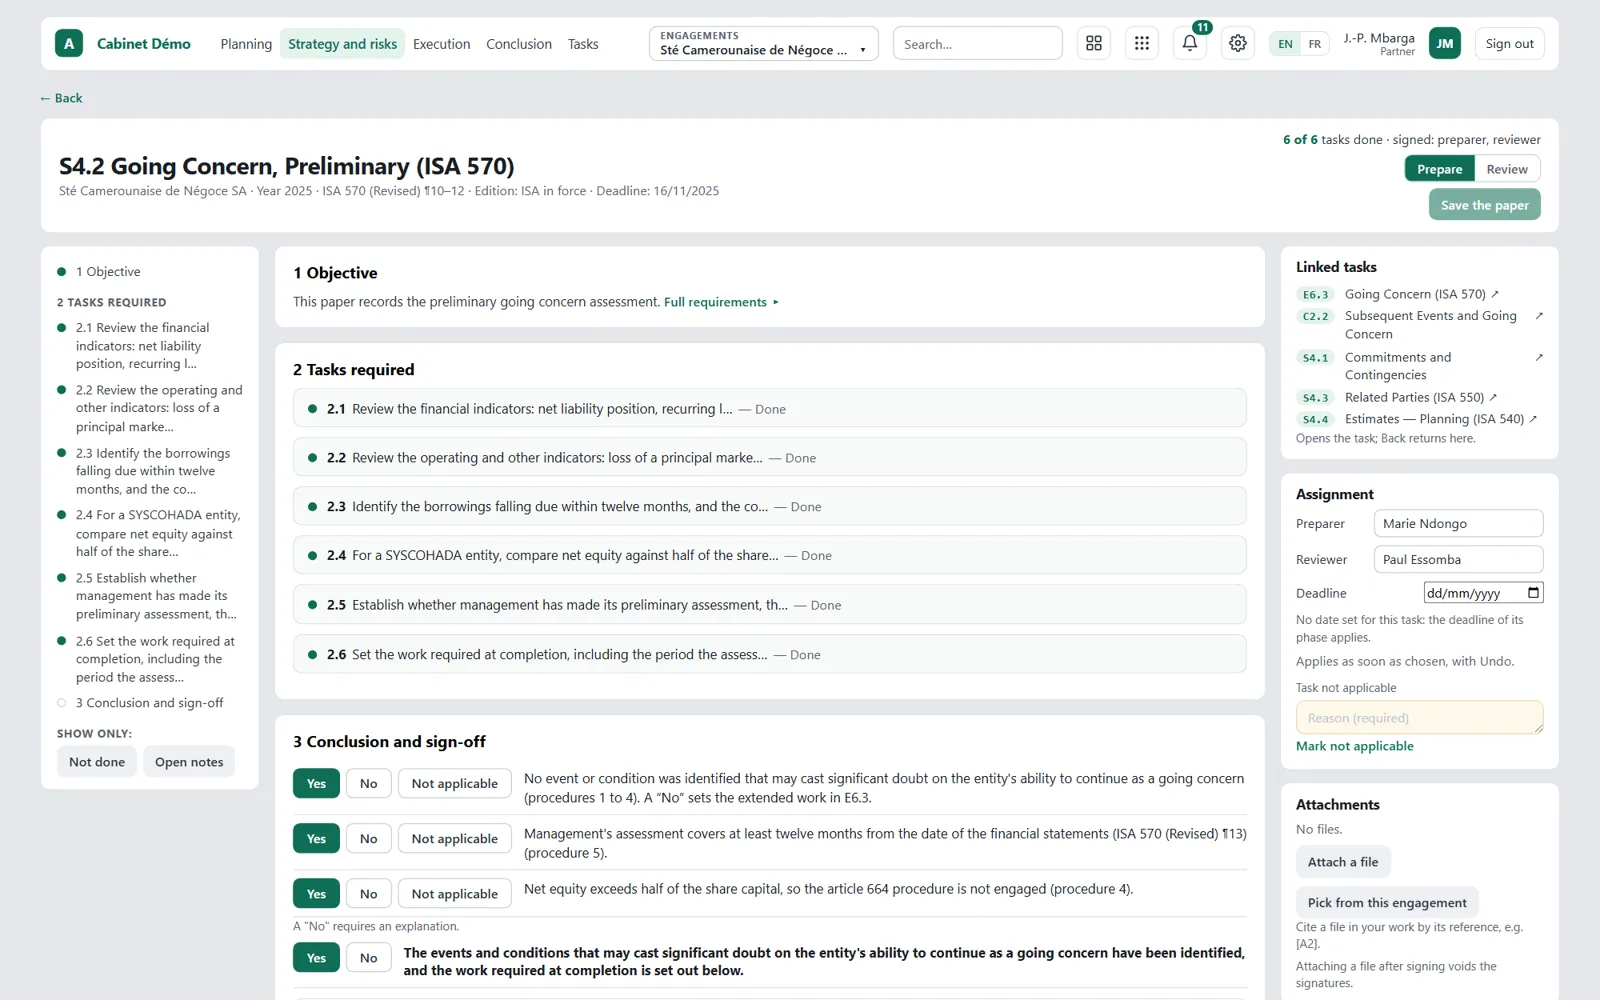 A
Cabinet Démo
Planning
Strategy and risks
Execution
Conclusion
Tasks
ENGAGEMENTS
Sté Camerounaise de Négoce ...
Search...
11
EN
FR
J.-P. Mbarga
Partner
JM
Sign out
← Back
S4.2 Going Concern, Preliminary (ISA 570)
Sté Camerounaise de Négoce SA · Year 2025 · ISA 570 (Revised) ¶10–12 · Edition: ISA in force · Deadline: 16/11/2025
6 of 6 tasks done · signed: preparer, reviewer
Prepare
Review
Save the paper
1 Objective
2 TASKS REQUIRED
2.1 Review the financial
indicators: net liability
position, recurring l...
2.2 Review the operating and
other indicators: loss of a
principal marke...
2.3 Identify the borrowings
falling due within twelve
months, and the co...
2.4 For a SYSCOHADA entity,
compare net equity against
half of the share...
2.5 Establish whether
management has made its
preliminary assessment, th...
2.6 Set the work required at
completion, including the
period the assess...
3 Conclusion and sign-off
SHOW ONLY:
Not done
Open notes
1 Objective
This paper records the preliminary going concern assessment. Full requirements ▸
2 Tasks required
2.1 Review the financial indicators: net liability position, recurring l... — Done
2.2 Review the operating and other indicators: loss of a principal marke... — Done
2.3 Identify the borrowings falling due within twelve months, and the co... — Done
2.4 For a SYSCOHADA entity, compare net equity against half of the share... — Done
2.5 Establish whether management has made its preliminary assessment, th... — Done
2.6 Set the work required at completion, including the period the assess... — Done
3 Conclusion and sign-off
Yes
No
Not applicable
No event or condition was identified that may cast significant doubt on the entity's ability to continue as a going concern
(procedures 1 to 4). A “No” sets the extended work in E6.3.
Yes
No
Not applicable
Management's assessment covers at least twelve months from the date of the financial statements (ISA 570 (Revised) ¶13)
(procedure 5).
Yes
No
Not applicable
Net equity exceeds half of the share capital, so the article 664 procedure is not engaged (procedure 4).
A "No" requires an explanation.
Yes
No
The events and conditions that may cast significant doubt on the entity's ability to continue as a going concern have been identified,
and the work required at completion is set out below.
Linked tasks
E6.3 Going Concern (ISA 570) ↗
C2.2 Subsequent Events and Going ↗
Concern
S4.1 Commitments and ↗
Contingencies
S4.3 Related Parties (ISA 550) ↗
S4.4 Estimates — Planning (ISA 540) ↗
Opens the task; Back returns here.
Assignment
Preparer
Marie Ndongo
Reviewer
Paul Essomba
Deadline
dd/mm/yyyy
No date set for this task: the deadline of its
phase applies.
Applies as soon as chosen, with Undo.
Task not applicable
Reason (required)
Mark not applicable
Attachments
No files.
Attach a file
Pick from this engagement
Cite a file in your work by its reference, e.g.
[A2].
Attaching a file after signing voids the
signatures.